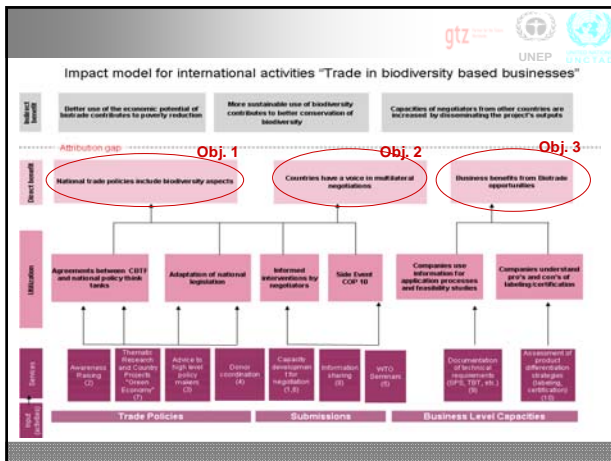 gtz
UNEP
UNCTAD
Impact model for international activities "Trade in biodiversity based businesses"
Indirect
benefit
Better use of the economic potential of
biotrade contributes to poverty reduction
More sustainable use of biodiversity
contributes to better conservation of
biodiversity
Capacities of negotiators from other countries are
increased by disseminating the project's outputs
Attribution gap
Obj. 1
Obj. 2
Obj. 3
Direct benefit
National trade policies include biodiversity aspects
Countries have a voice in multilateral
negotiations
Business benefits from Biotrade
opportunities
Utilization
Agreements between CBTF
and national policy think
tanks
Adaptation of national
legislation
Informed
interventions by
negotiators
Side Event
COP 10
Companies use
information for
application processes
and feasibility studies
Companies understand
pro's and con's of
labeling/certification
Services
Awareness
Raising
(2)
Thematic
Research
and Country
Projects
"Green
Economy"
(7)
Advice to
high level
policy
makers
(3)
Donor
coordination
(4)
Capacity
developmen
t for
negotiation
Information
sharing
WTO
Seminars
Documentation
of technical
requirements
(SPS, TBT, etc.)
(9)
Assessment of
product
differentiation
strategies
(labeling,
certification)
(10)
Input
(activities)
Trade Policies
Submissions
Business Level Capacities